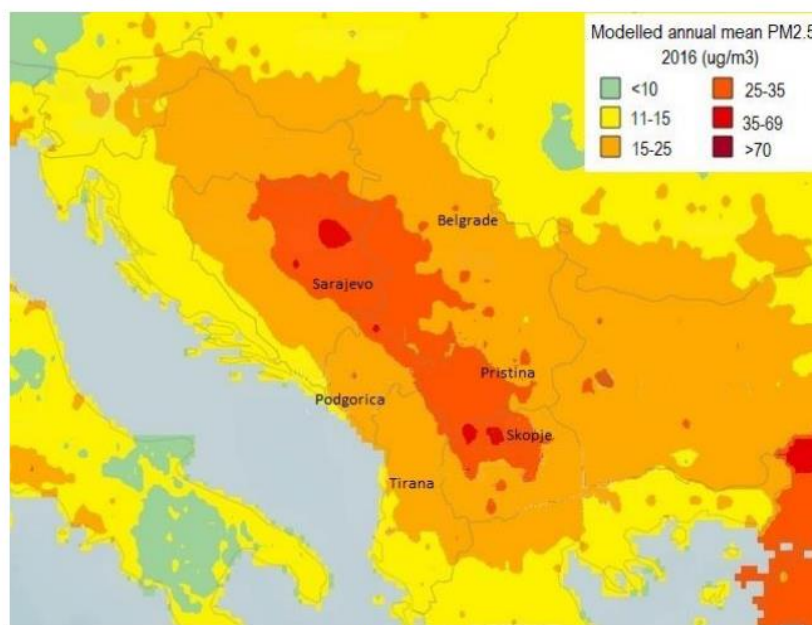 Modelled annual mean PM2.5
2016 (ug/m3)
<10
25-35
11-15
35-69
15-25
>70
Belgrade
Sarajevo
Pristina
Podgorica
Skopje
Tirana